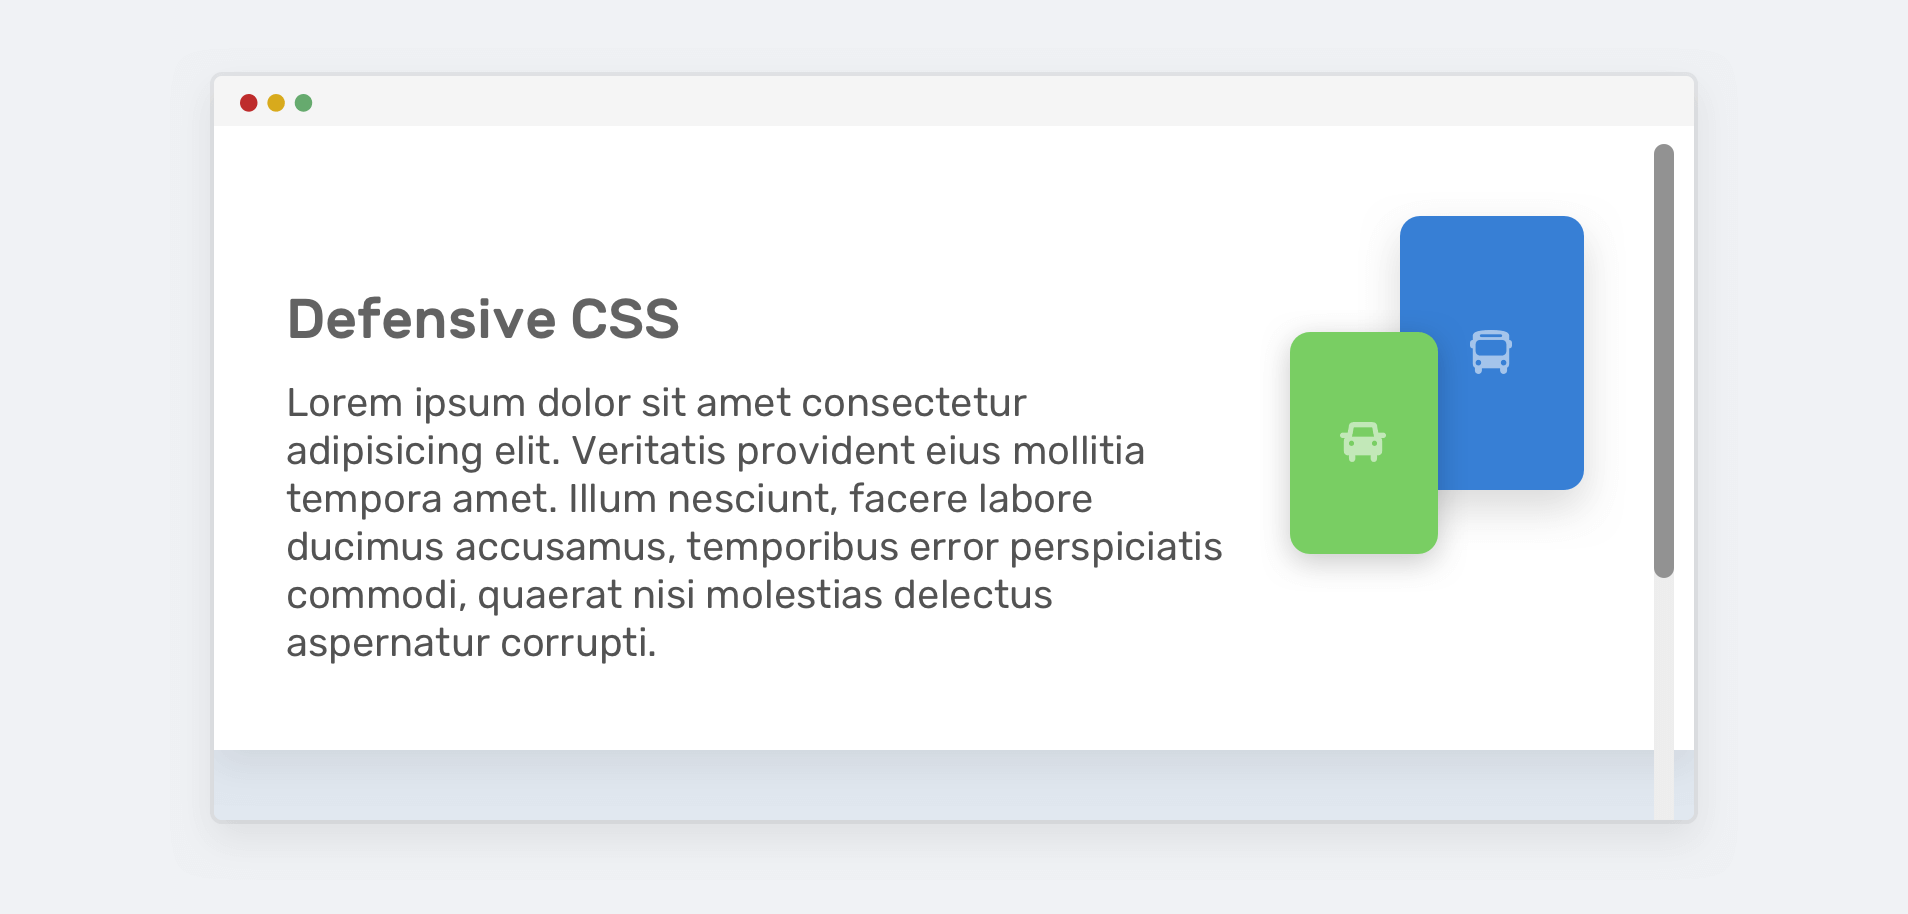 Defensive CSS
Lorem ipsum dolor sit amet consectetur
adipisicing elit. Veritatis provident eius mollitia
tempora amet. Illum nesciunt, facere labore
ducimus accusamus, temporibus error perspiciatis
commodi, quaerat nisi molestias delectus
aspernatur corrupti.